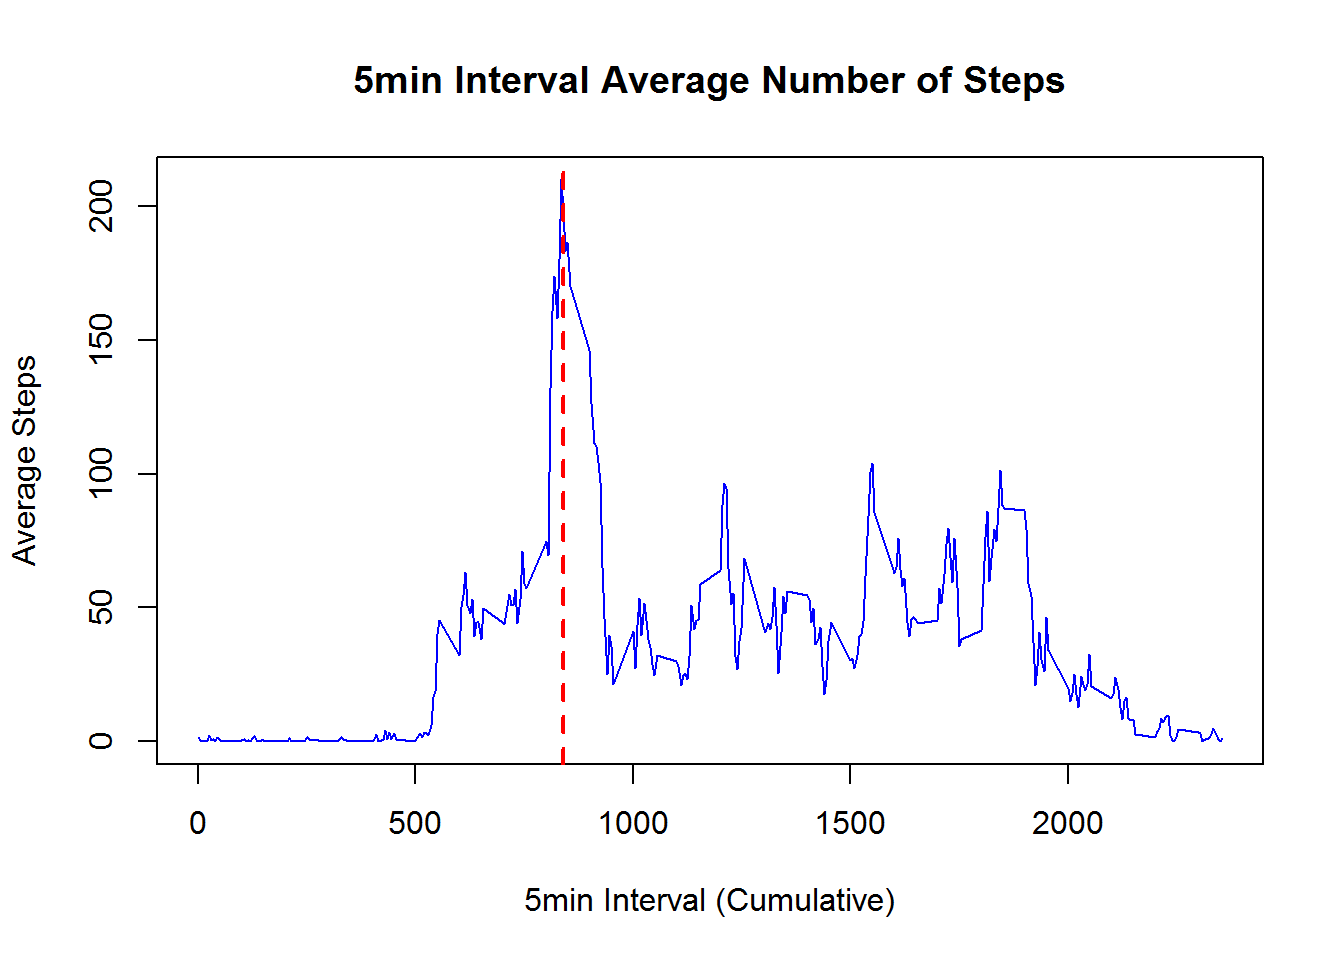 5min Interval Average Number of Steps
Average Steps
200
150
100
50
0
0 500 1000 1500 2000
5min Interval (Cumulative)